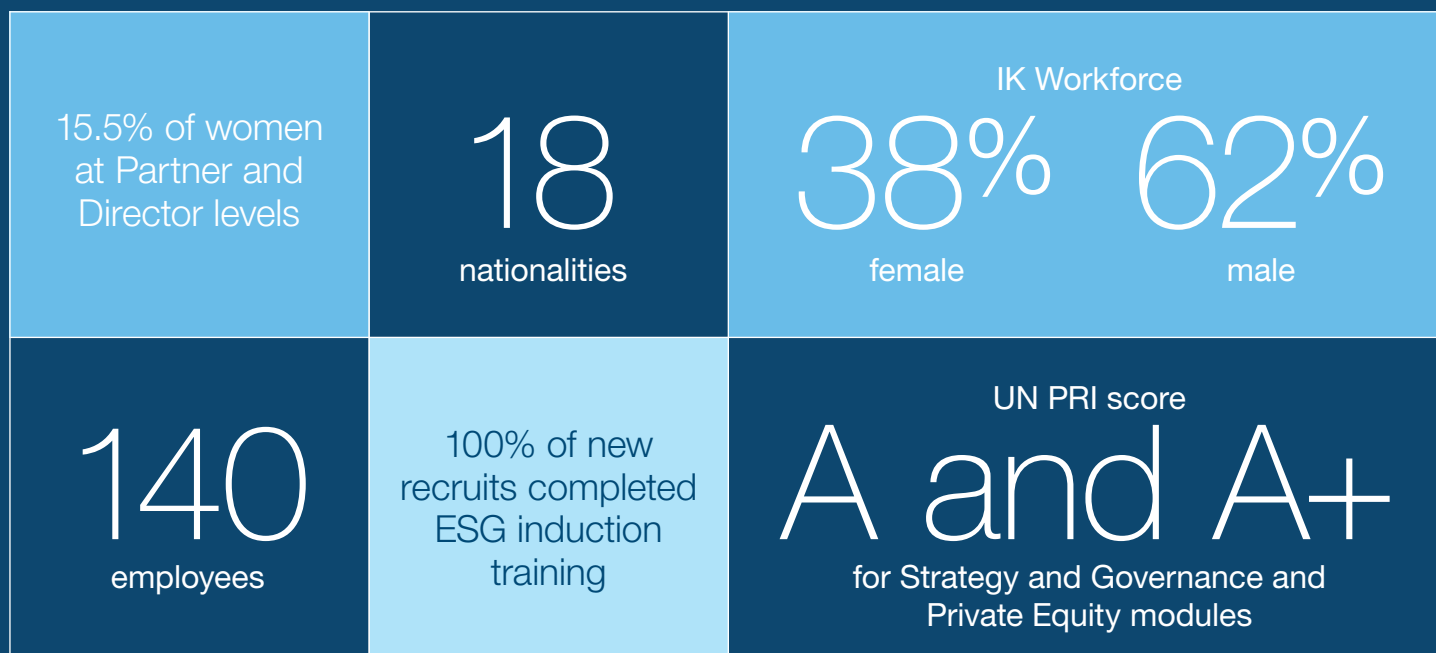 15.5% of women
at Partner and
Director levels
18
nationalities
IK Workforce
38% 62%
female male
140
employees
100% of new
recruits completed
ESG induction
training
UN PRI score
A and A+
for Strategy and Governance and
Private Equity modules